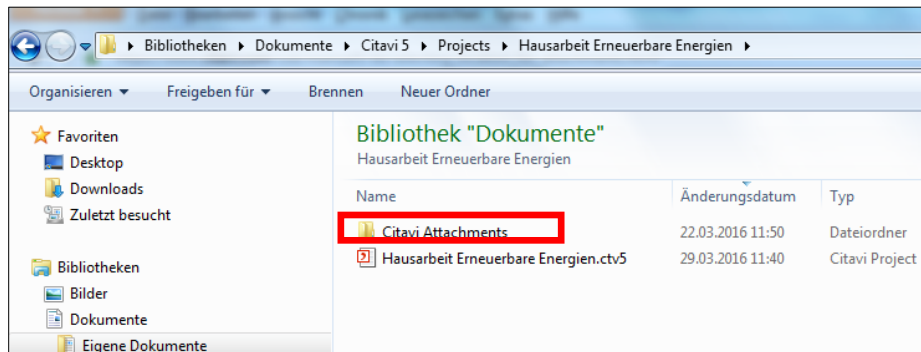 Bibliotheken Dokumente Citavi 5 Projects Hausarbeit Erneuerbare Energien
Organisieren Freigeben für Brennen Neuer Ordner
Favoriten
Desktop
Downloads
Zuletzt besucht
Bibliotheken
Bilder
Dokumente
Eigene Dokumente
Bibliothek "Dokumente"
Hausarbeit Erneuerbare Energien
Name Änderungsdatum Typ
Citavi Attachments 22.03.2016 11:50 Dateiordner
Hausarbeit Erneuerbare Energien.ctv5 29.03.2016 11:40 Citavi Project